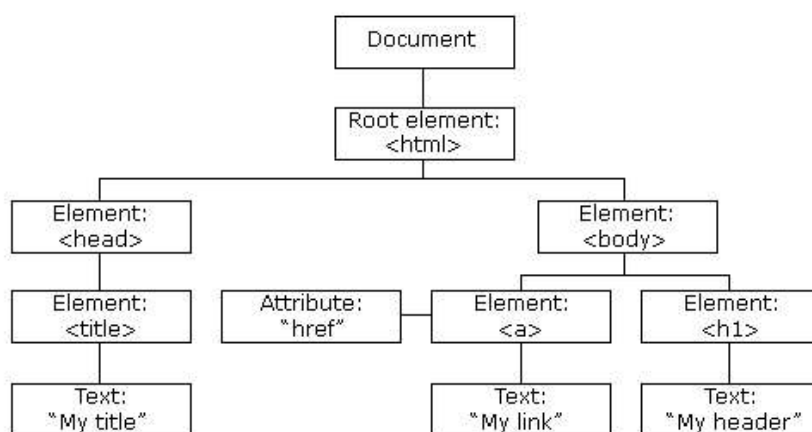 Document
Root element:
<html>
Element:
<head>
Element:
<body>
Element:
<title>
Attribute:
"href"
Element:
<a>
Element:
<h1>
Text:
"My title"
Text:
"My link"
Text:
"My header"